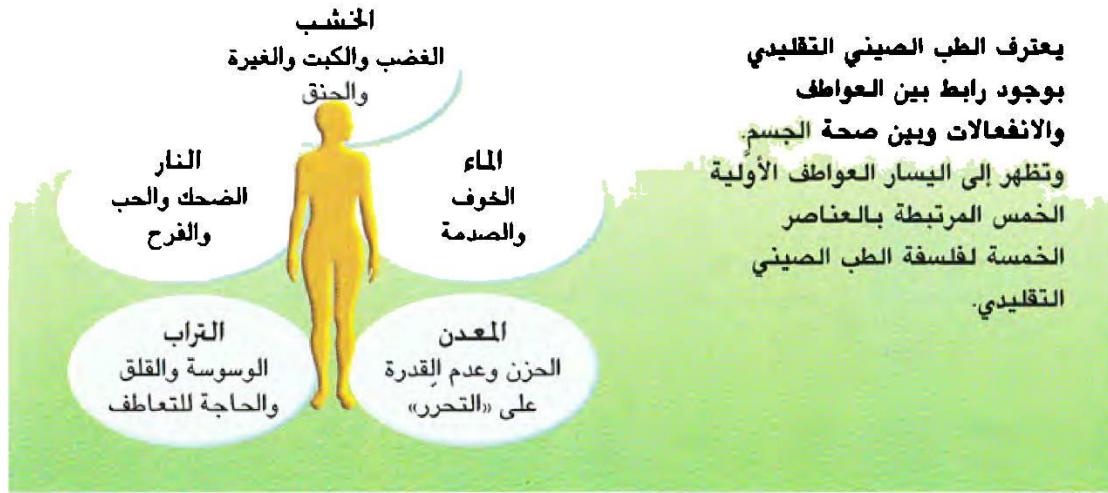 يعترف الطب الصيني التقليدي
بوجود رابط بين العواطف
والانفعالات وبين صحة الجسم.
وتظهر إلى اليسار العواطف الأولية
الخمس المرتبطة بالعناصر
الخمسة لفلسفة الطب الصيني
التقليدي.
الخشب
الغضب والكبت والغيرة
والحنق
الماء
الخوف
والصدمة
النار
الضحك والحب
والفرح
المعدن
الحزن وعدم القدرة
على «التحرر»
التراب
الوسوسة والقلق
والحاجة للتعاطف